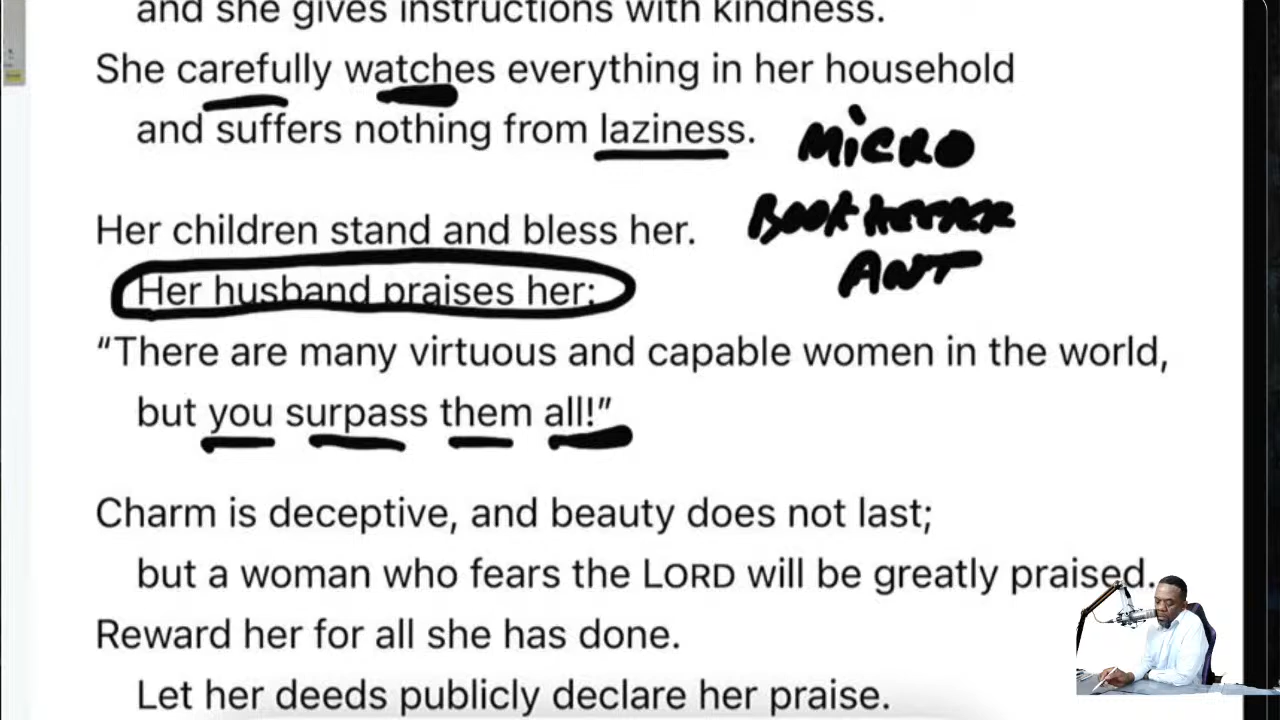 and she gives instructions with kindness.
She carefully watches everything in her household
and suffers nothing from laziness.
MiCRO
Her children stand and bless her.
BOOKKEEPER
Her husband praises her:
ANT
“There are many virtuous and capable women in the world,
but you surpass them all!”
Charm is deceptive, and beauty does not last;
but a woman who fears the LORD will be greatly praised.
Reward her for all she has done.
Let her deeds publicly declare her praise.